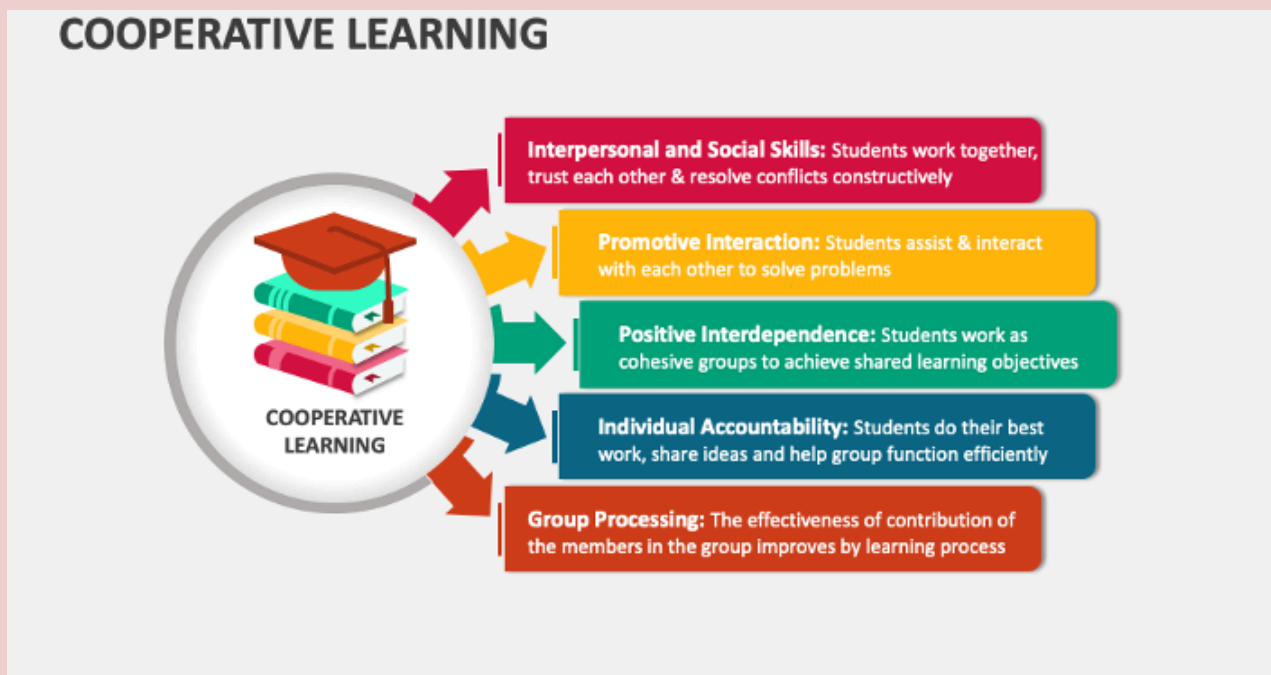 COOPERATIVE LEARNING
Interpersonal and Social Skills: Students work together,
trust each other & resolve conflicts constructively
Promotive Interaction: Students assist & interact
with each other to solve problems
Positive Interdependence: Students work as
cohesive groups to achieve shared learning objectives
Individual Accountability: Students do their best
work, share ideas and help group function efficiently
Group Processing: The effectiveness of contribution of
the members in the group improves by learning process
COOPERATIVE
LEARNING